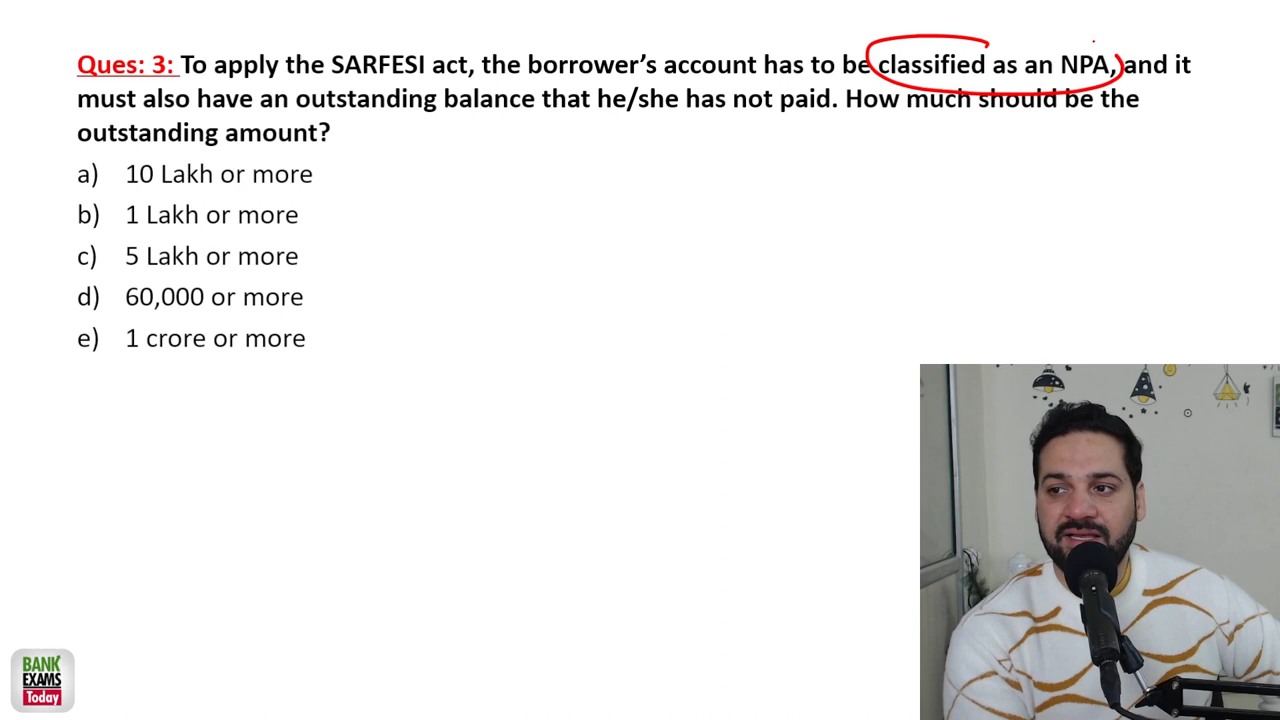 Ques: 3: To apply the SARFESI act, the borrower’s account has to be classified as an NPA, and it
must also have an outstanding balance that he/she has not paid. How much should be the
outstanding amount?
a) 10 Lakh or more
b) 1 Lakh or more
c) 5 Lakh or more
d) 60,000 or more
e) 1 crore or more
BANK
EXAMS
Today